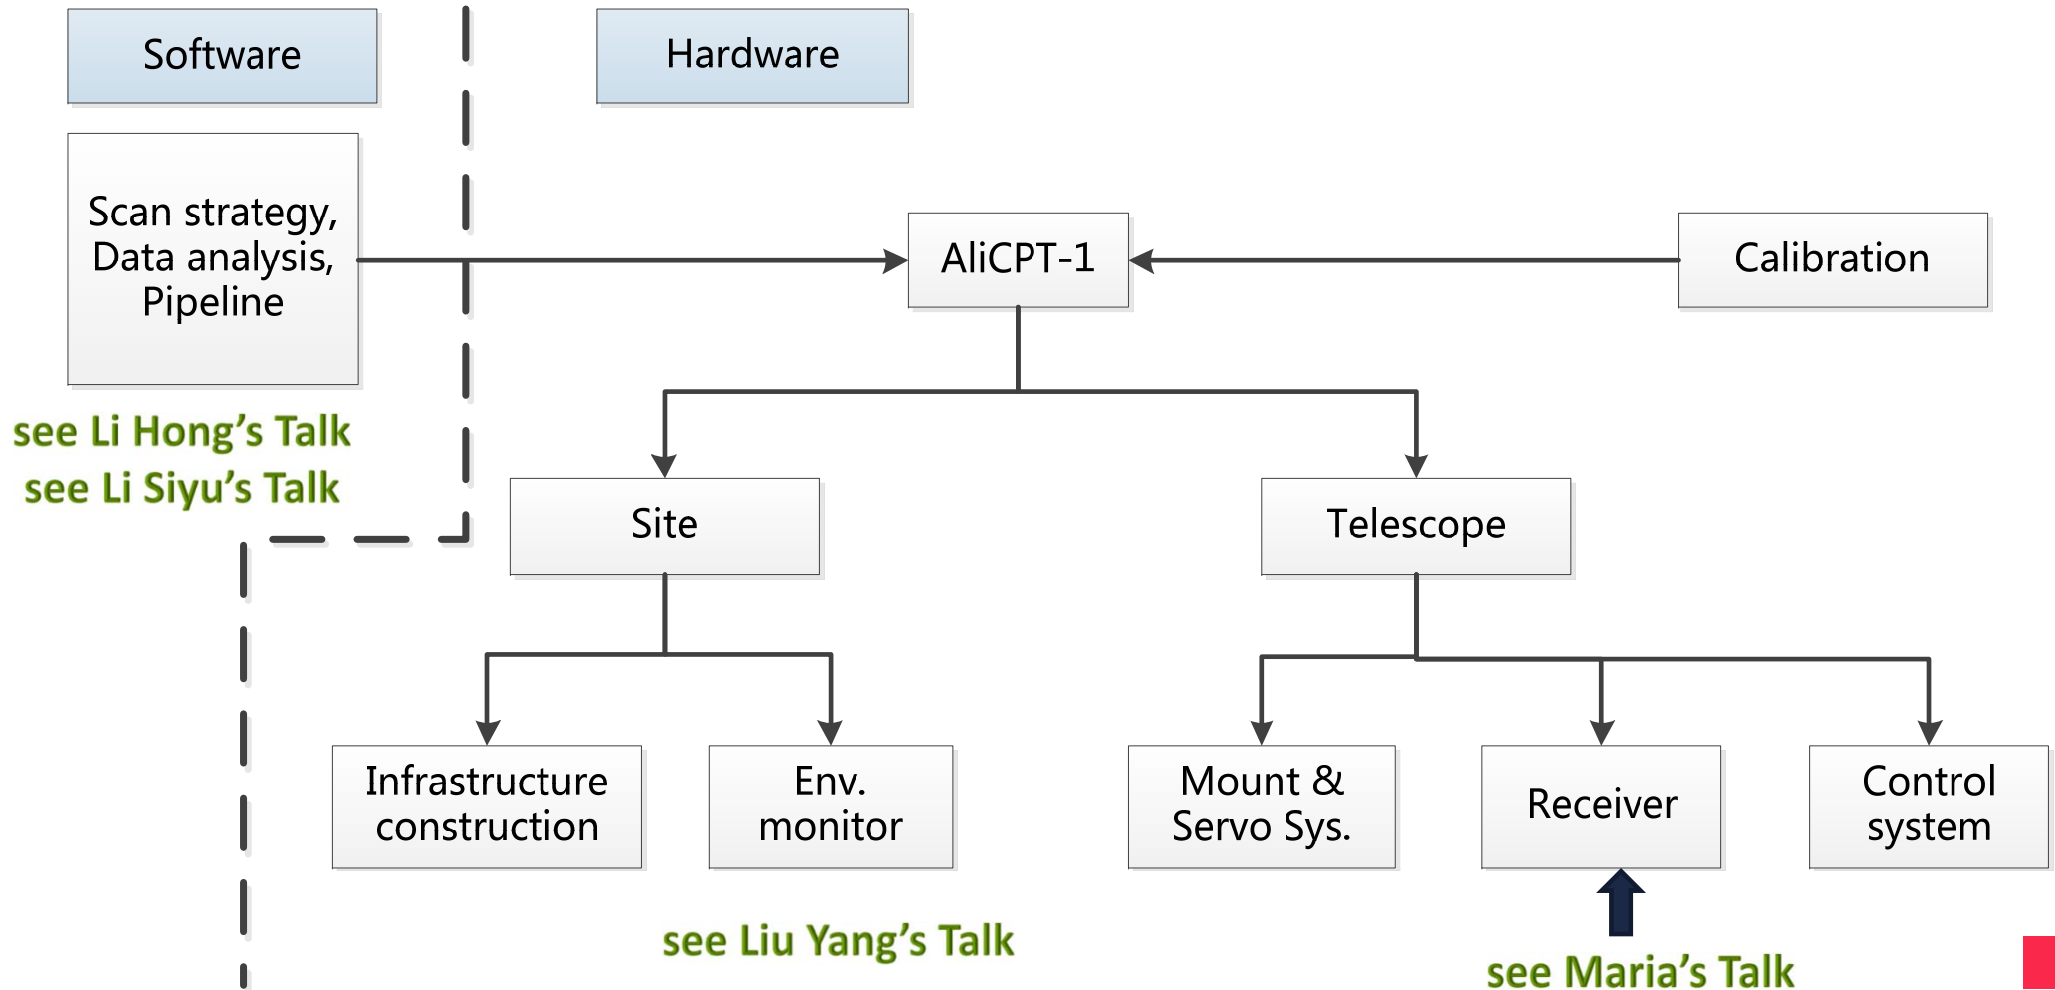 Software
Hardware
Scan strategy,
Data analysis,
Pipeline
AliCPT-1
Calibration
see Li Hong's Talk
see Li Siyu's Talk
Site
Telescope
Infrastructure
construction
Env.
monitor
Mount &
Servo Sys.
Receiver
Control
system
see Liu Yang's Talk
see Maria's Talk